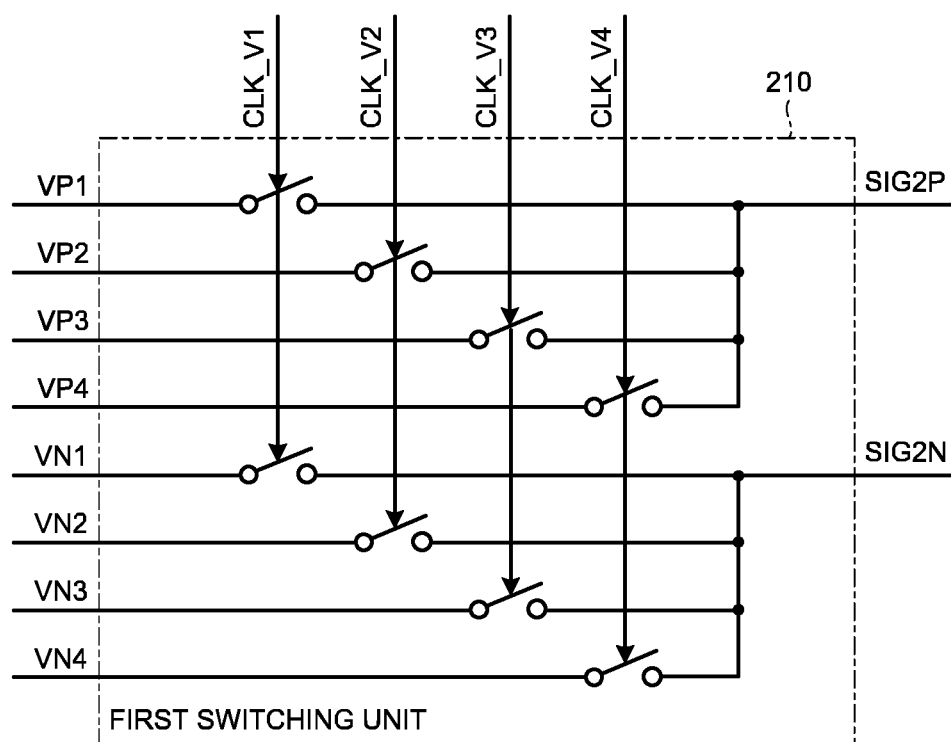 CLK_V1
CLK_V2
CLK_V3
CLK_V4
210
VP1
SIG2P
VP2
VP3
VP4
VN1
SIG2N
VN2
VN3
VN4
FIRST SWITCHING UNIT